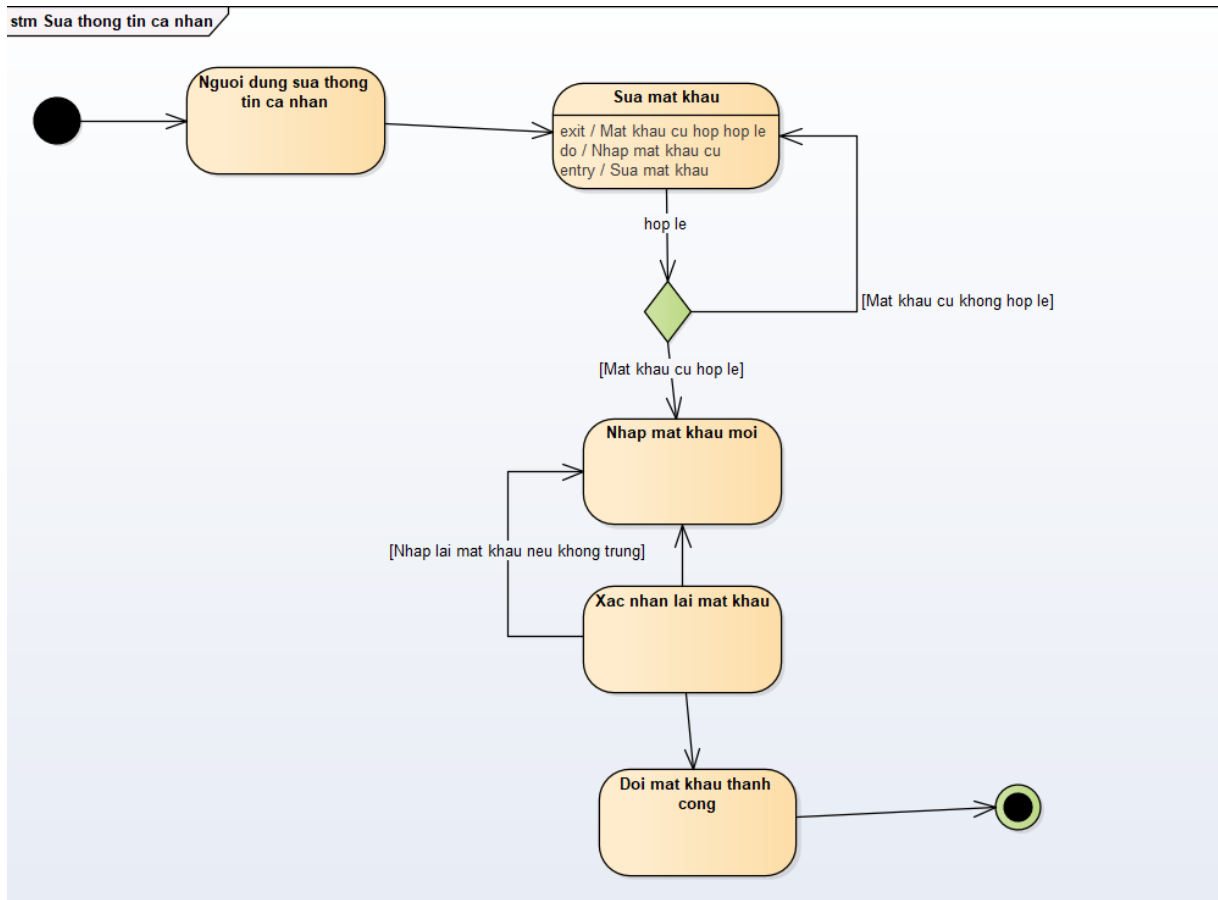 stm Sua thong tin ca nhan
Nguoi dung sua thong
tin ca nhan
Sua mat khau
exit / Mat khau cu hop hop le
do / Nhap mat khau cu
entry / Sua mat khau
hop le
[Mat khau cu khong hop le]
[Mat khau cu hop le]
Nhap mat khau moi
[Nhap lai mat khau neu khong trung]
Xac nhan lai mat khau
Doi mat khau thanh
cong